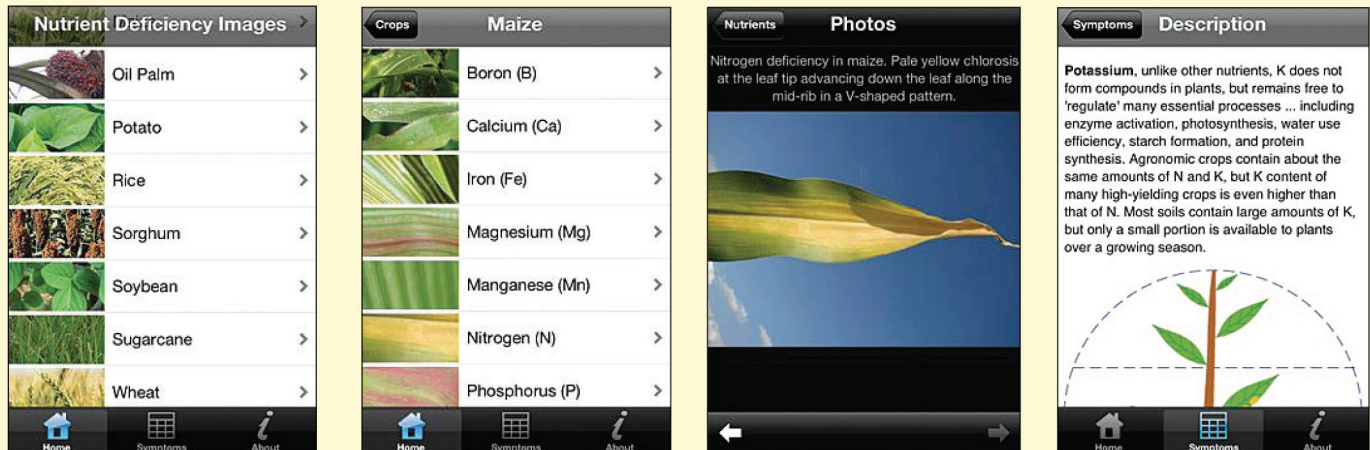 Nutrient Deficiency Images
Oil Palm
Potato
Rice
Sorghum
Soybean
Sugarcane
Wheat
Home
Symptoms
About
Crops
Maize
Boron (B)
Calcium (Ca)
Iron (Fe)
Magnesium (Mg)
Manganese (Mn)
Nitrogen (N)
Phosphorus (P)
Home
Symptoms
About
Nutrients
Photos
Nitrogen deficiency in maize. Pale yellow chlorosis
at the leaf tip advancing down the leaf along the
mid-rib in a V-shaped pattern.
Symptoms
Description
Potassium, unlike other nutrients, K does not
form compounds in plants, but remains free to
'regulate' many essential processes ... including
enzyme activation, photosynthesis, water use
efficiency, starch formation, and protein
synthesis. Agronomic crops contain about the
same amounts of N and K, but K content of
many high-yielding crops is even higher than
that of N. Most soils contain large amounts of K,
but only a small portion is available to plants
over a growing season.
Home
Symptoms
About